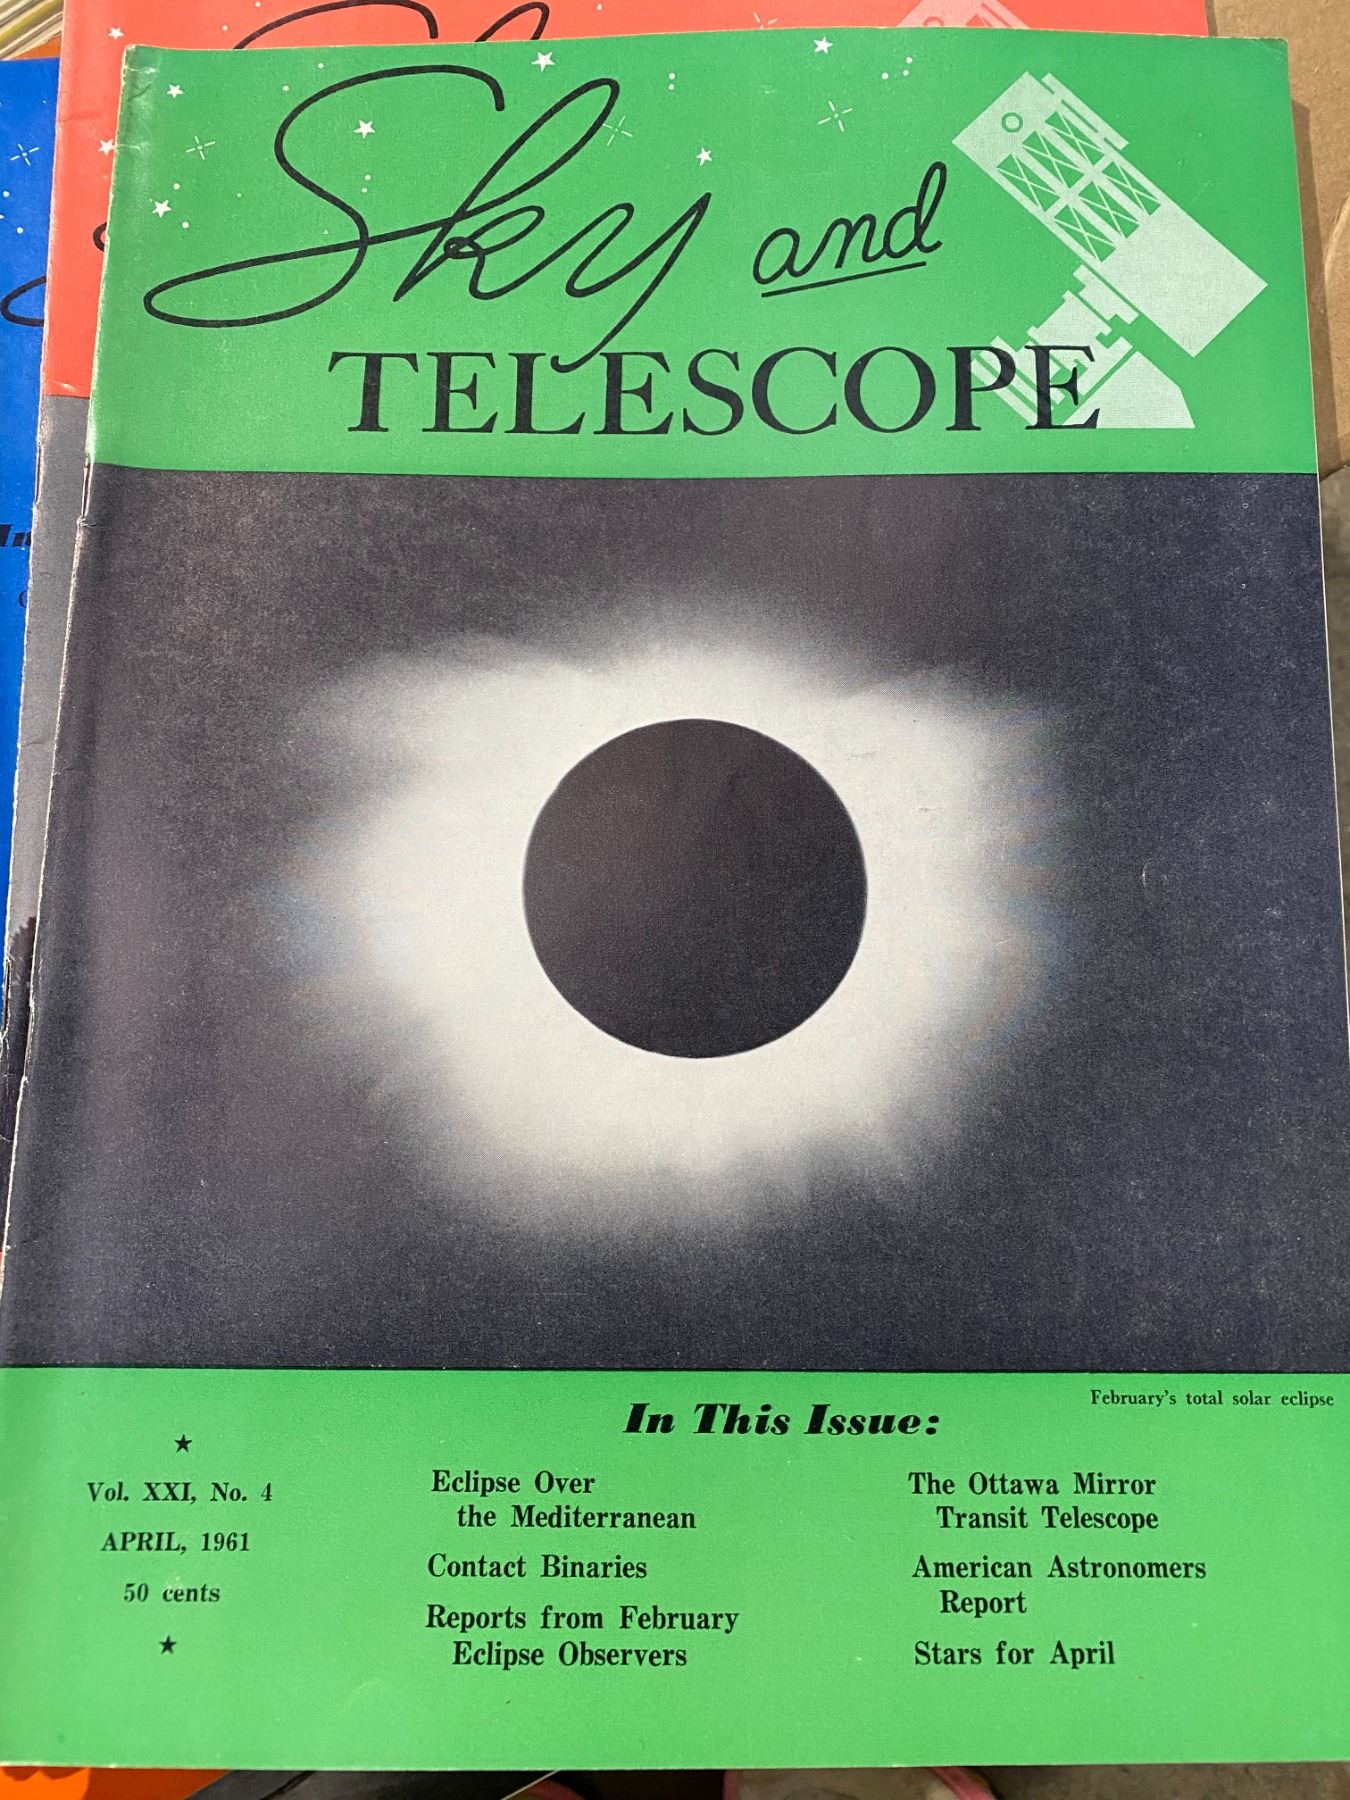 Sky and
TELESCOPE
February's total solar eclipse
In This Issue:
Vol. XXI, No. 4
APRIL, 1961
50 cents
Eclipse Over
the Mediterranean
Contact Binaries
Reports from February
Eclipse Observers
The Ottawa Mirror
Transit Telescope
American Astronomers
Report
Stars for April